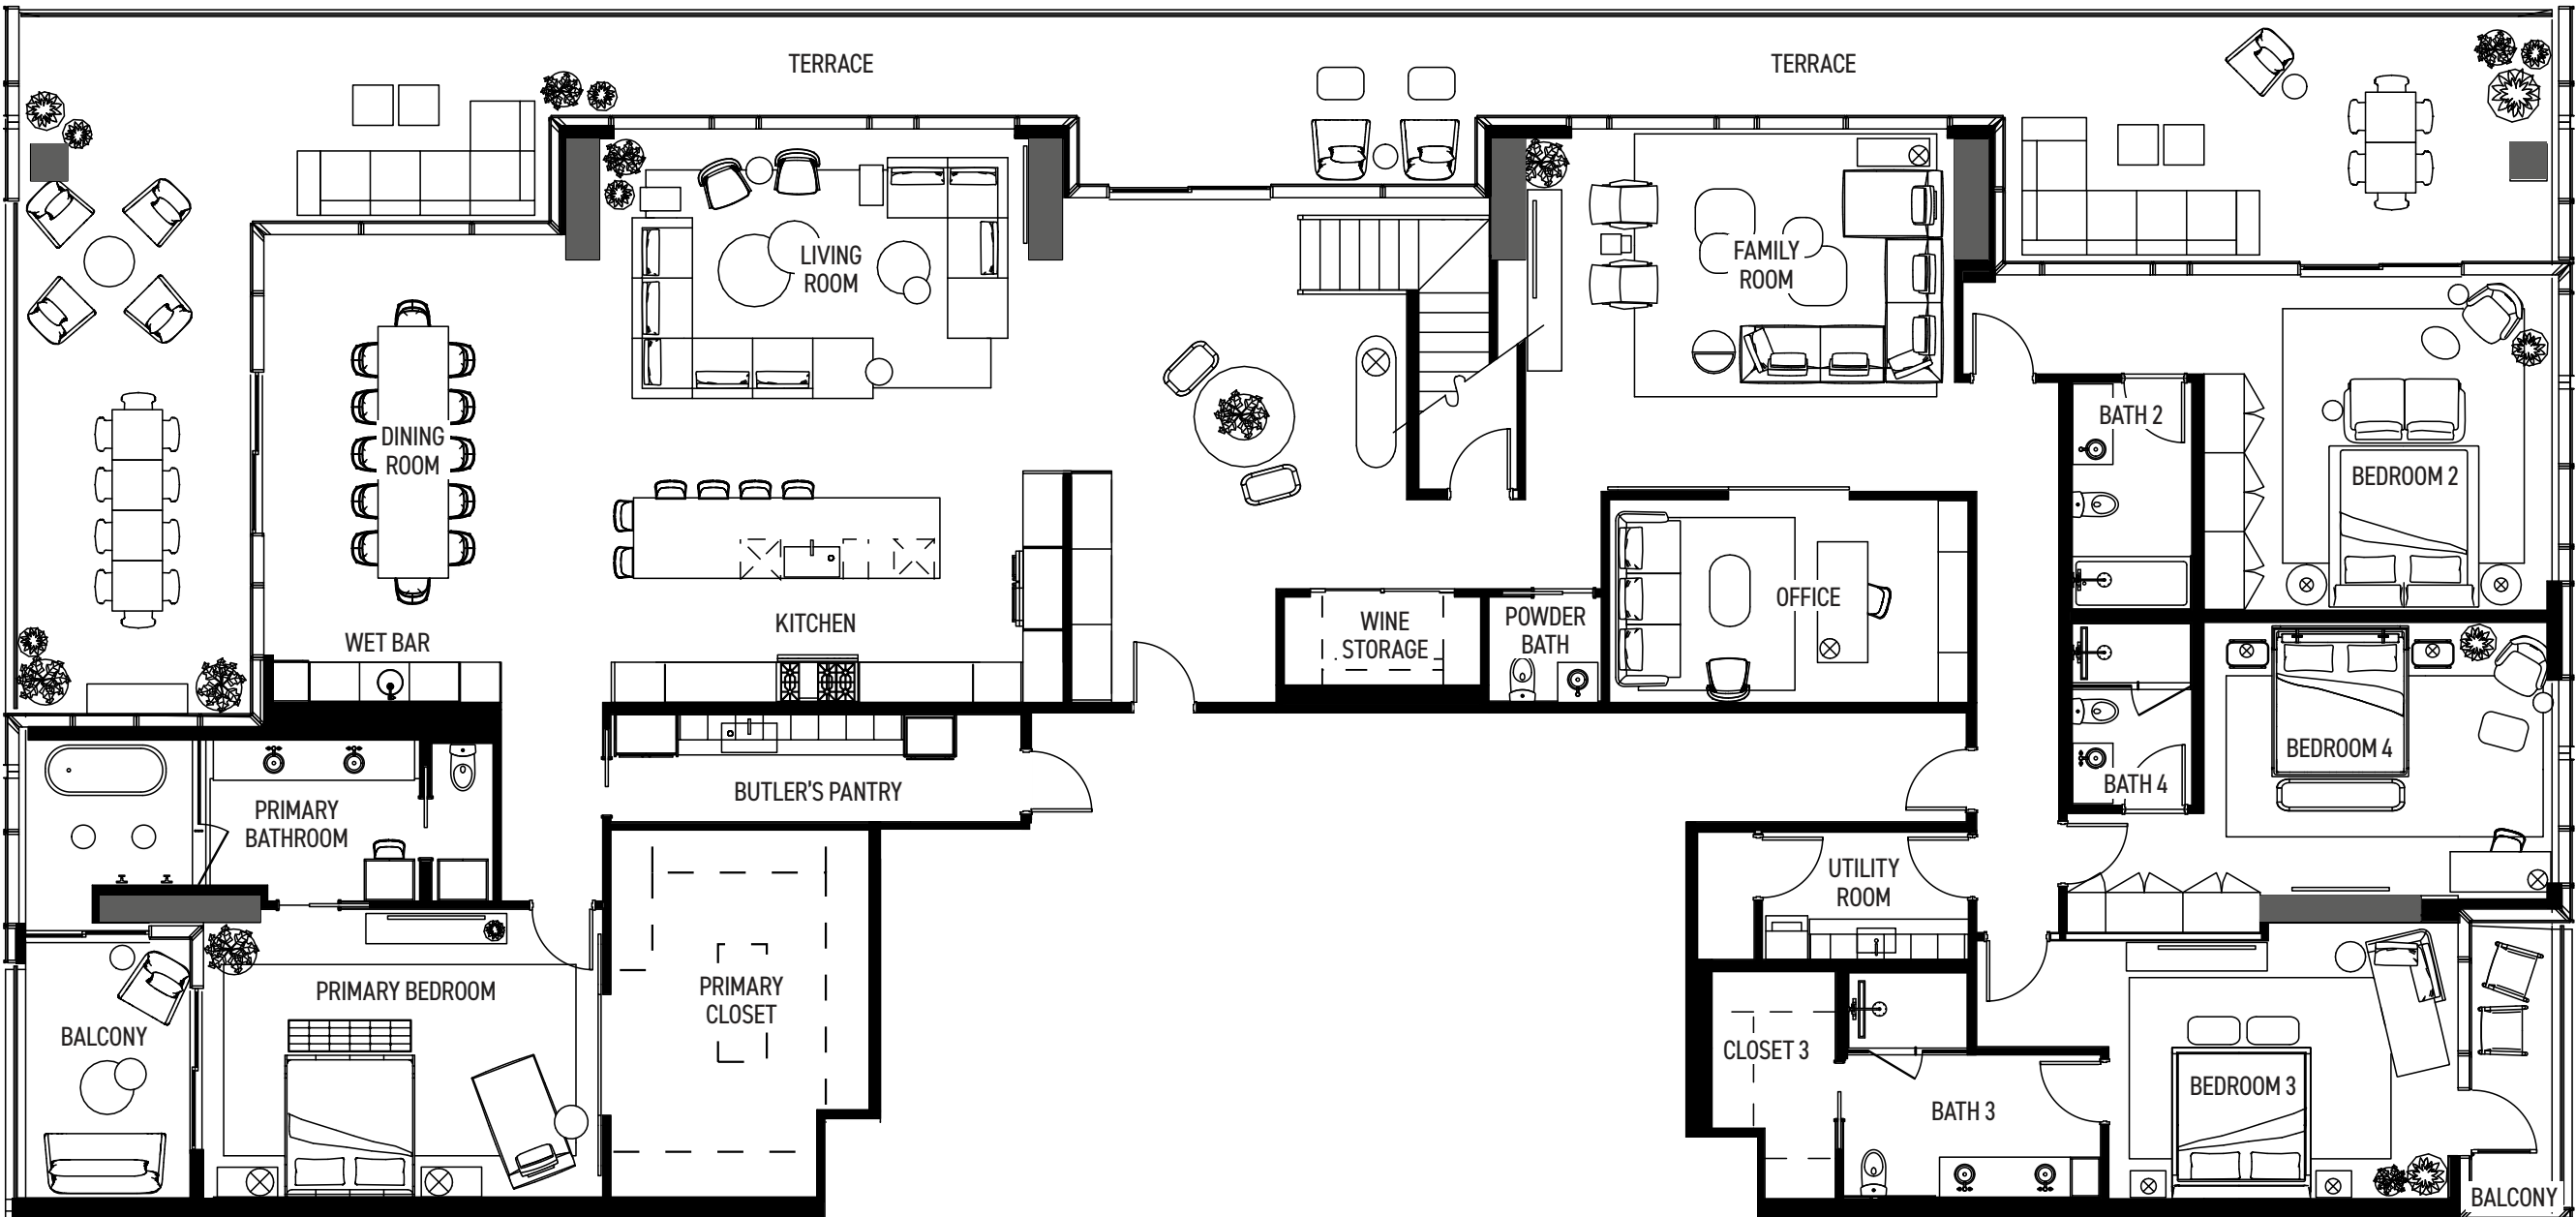 TERRACE
TERRACE
LIVING
ROOM
FAMILY
ROOM
DINING
ROOM
BATH 2
BEDROOM 2
OFFICE
KITCHEN
WET BAR
WINE
STORAGE
POWDER
BATH
BEDROOM 4
BATH 4
BUTLER'S PANTRY
PRIMARY
BATHROOM
UTILITY
ROOM
PRIMARY BEDROOM
PRIMARY
CLOSET
BALCONY
CLOSET 3
BATH 3
BEDROOM 3
BALCONY